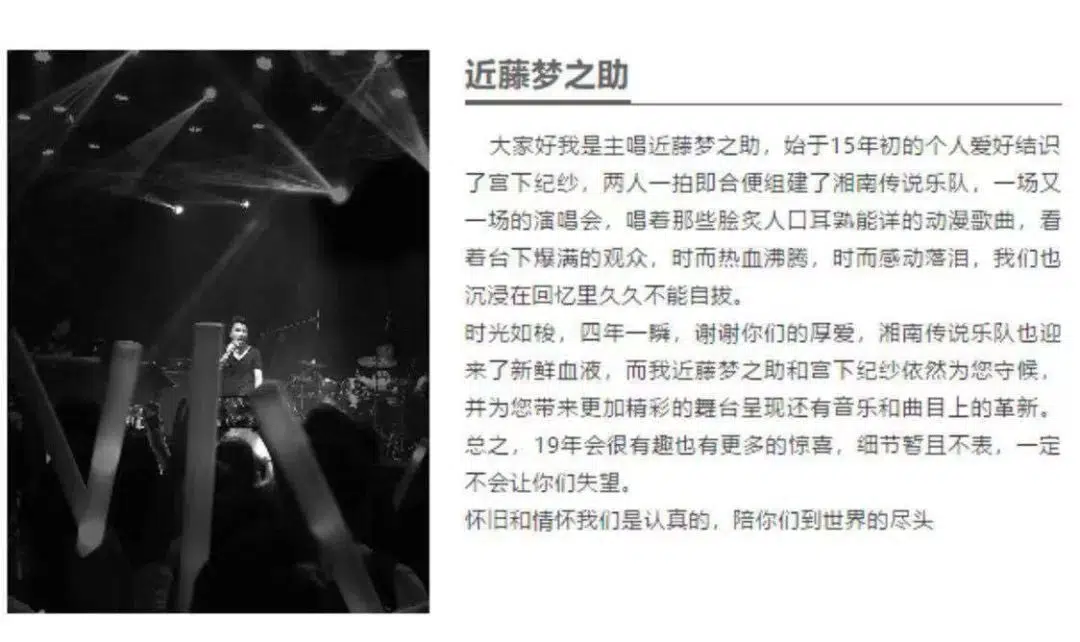 近藤梦之助
大家好我是主唱近藤梦之助，始于15年初的个人爱好结识
了宫下纪纱，两人一拍即合便组建了湘南传说乐队，一场又
一场的演唱会，唱着那些脍炙人口耳熟能详的动漫歌曲，看
着台下爆满的观众，时而热血沸腾，时而感动落泪，我们也
沉浸在回忆里久久不能自拔。
时光如梭，四年一瞬，谢谢你们的厚爱，湘南传说乐队也迎
来了新鲜血液，而我近藤梦之助和宫下纪纱依然为您守候，
并为您带来更加精彩的舞台呈现还有音乐和曲目上的革新。
总之，19年会很有趣也有更多的惊喜，细节暂且不表，一定
不会让你们失望。
怀旧和情怀我们是认真的，陪你们到世界的尽头